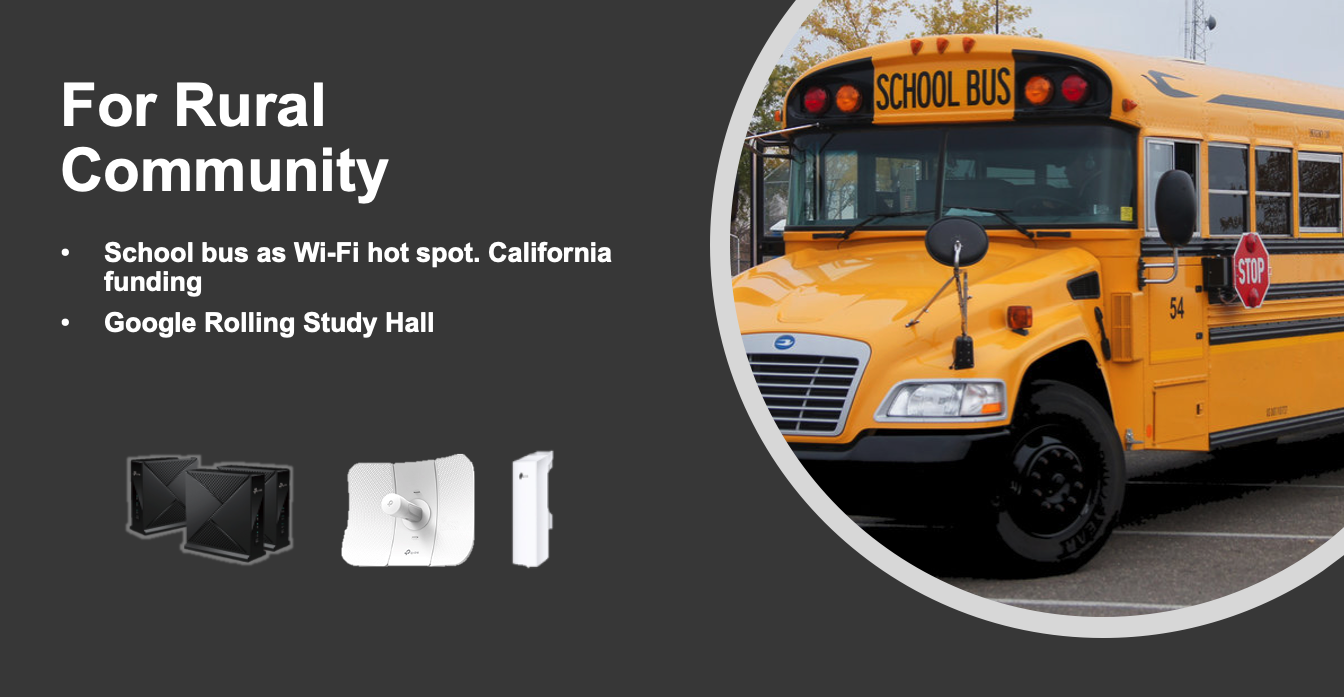 For Rural
Community
• School bus as Wi-Fi hot spot. California
funding
• Google Rolling Study Hall
SCHOOL BUS
STOP
54